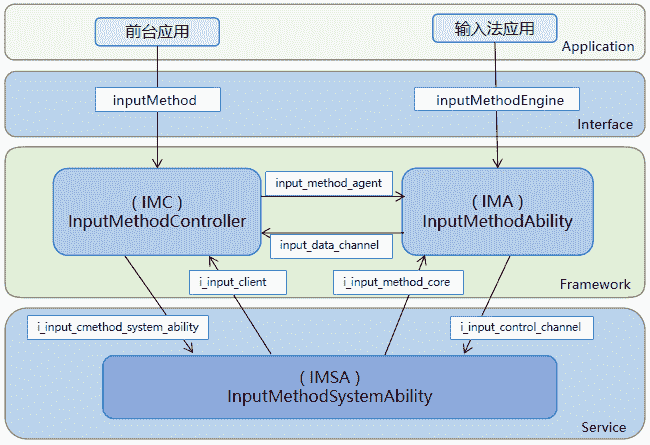 前台应用
输入法应用
Application
inputMethod
inputMethodEngine
Interface
（IMC）
InputMethodController
input_method_agent
（IMA）
InputMethodAbility
input_data_channel
i_input_client
i_input_method_core
Framework
i_input_cmethod_system_ability
i_input_control_channel
（IMSA）
InputMethodSystemAbility
Service